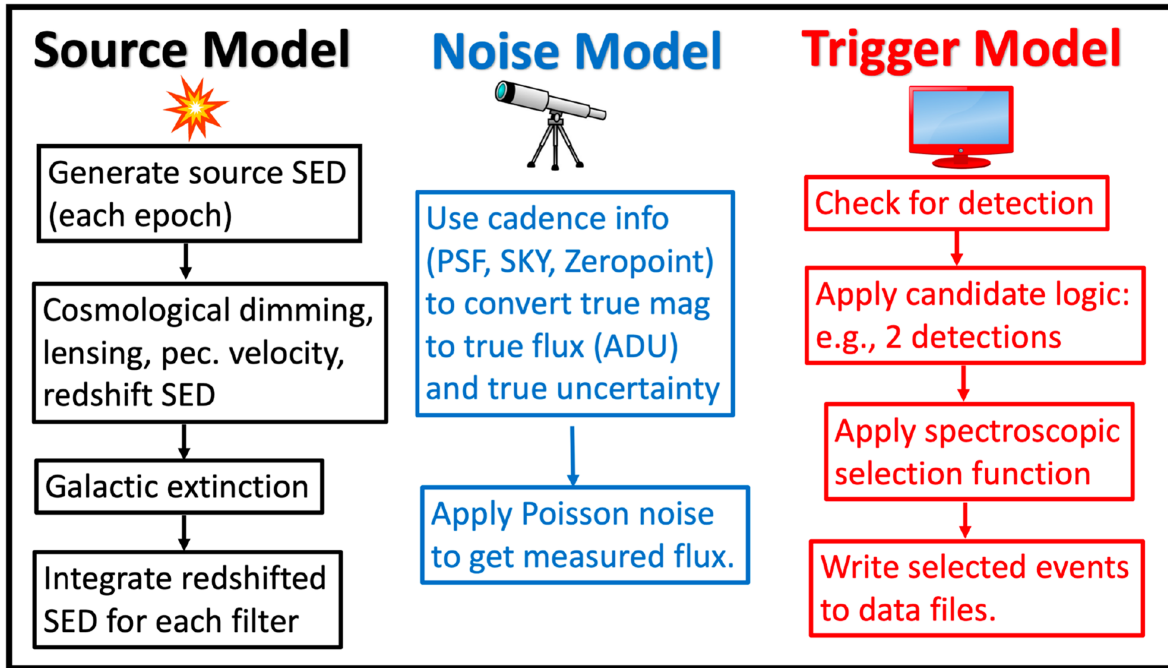 Source Model
Generate source SED
(each epoch)
Cosmological dimming,
lensing, pec. velocity,
redshift SED
Galactic extinction
Integrate redshifted
SED for each filter
Noise Model
Use cadence info
(PSF, SKY, Zeropoint)
to convert true mag
to true flux (ADU)
and true uncertainty
Apply Poisson noise
to get measured flux.
Trigger Model
Check for detection
Apply candidate logic:
e.g., 2 detections
Apply spectroscopic
selection function
Write selected events
to data files.